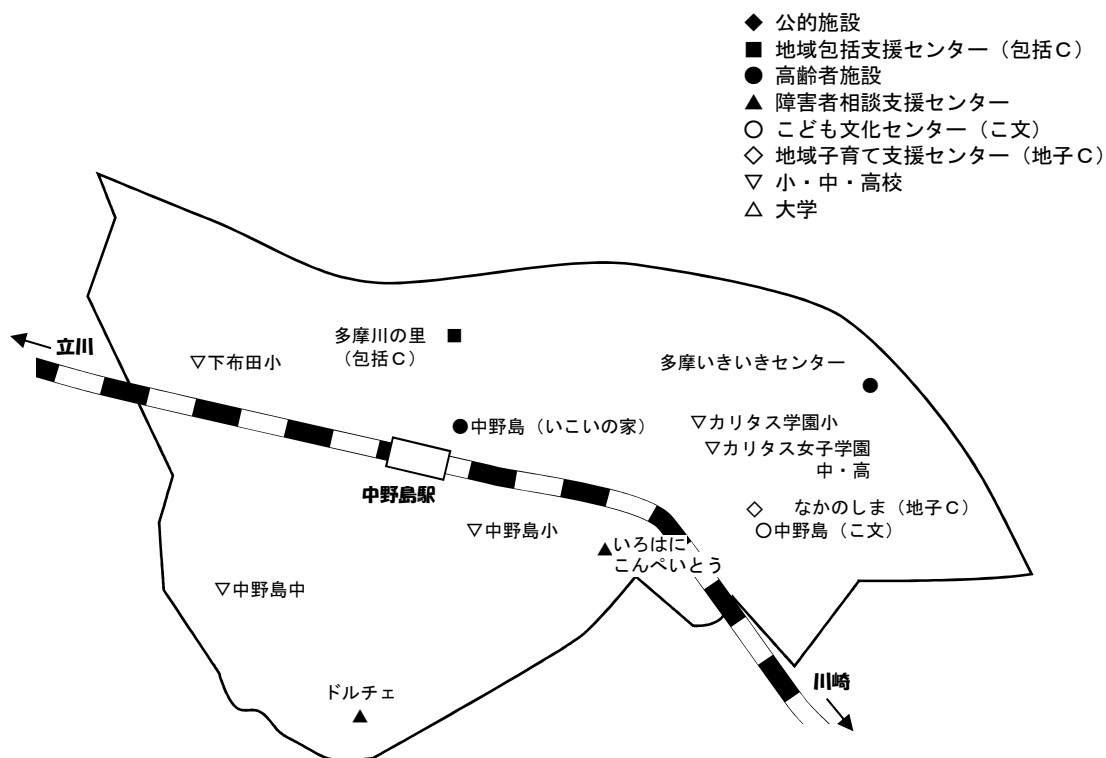 ◆ 公的施設
■ 地域包括支援センター（包括Ｃ）
● 高齢者施設
▲ 障害者相談支援センター
○ こども文化センター（こ文）
◇ 地域子育て支援センター（地子Ｃ）
▽ 小・中・高校
△ 大学
立川
▽下布田小
多摩川の里
（包括Ｃ）
多摩いきいきセンター
●中野島（いこいの家）
▽カリタス学園小
▽カリタス女子学園
中・高
中野島駅
◇ なかのしま（地子Ｃ）
○中野島（こ文）
▽中野島小
▲いろはに
こんぺいとう
▽中野島中
川崎
ドルチェ